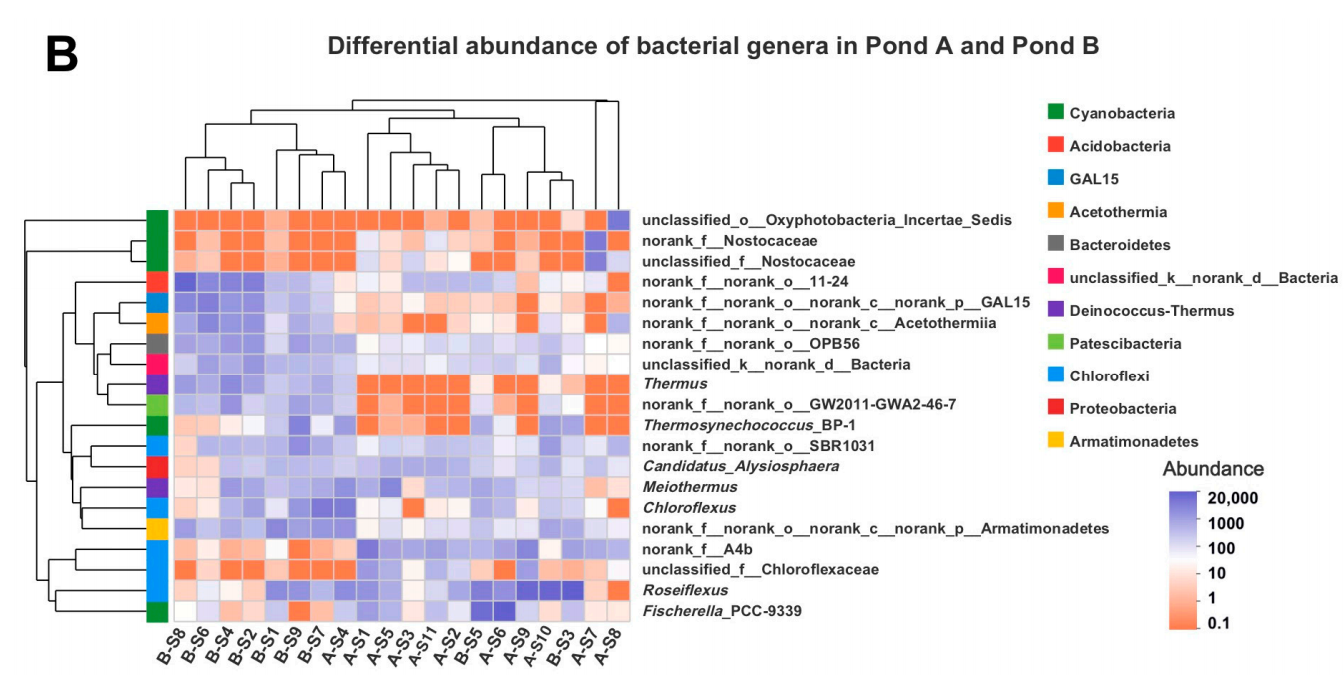 B
Differential abundance of bacterial genera in Pond A and Pond B
Cyanobacteria
Acidobacteria
GAL15
Acetothermia
Bacteroidetes
unclassified_k__norank_d__Bacteria
Deinococcus-Thermus
Patescibacteria
Chloroflexi
Proteobacteria
Armatimonadetes
unclassified_o__Oxyphotobacteria_Incertae_Sedis
norank_f__Nostocaceae
unclassified_f__Nostocaceae
norank_f__norank_o__11-24
norank_f__norank_o__norank_c__norank_p__GAL15
norank_f__norank_o__norank_c__Acetothermiia
norank_f__norank_o__OPB56
unclassified_k__norank_d__Bacteria
Thermus
norank_f__norank_o__GW2011-GWA2-46-7
Thermosynechococcus_BP-1
norank_f__norank_o__SBR1031
Candidatus_Alysiosphaera
Meiothermus
Chloroflexus
norank_f__norank_o__norank_c__norank_p__Armatimonadetes
norank_f__A4b
unclassified_f__Chloroflexaceae
Roseiflexus
Fischerella_PCC-9339
Abundance
20,000
1000
100
10
1
0.1
B-S8
B-S6
B-S4
B-S2
B-S1
B-S9
B-S7
A-S4
A-S1
A-S5
A-S3
A-S11
A-S2
B-S5
A-S6
A-S9
A-S10
B-S3
A-S7
A-S8